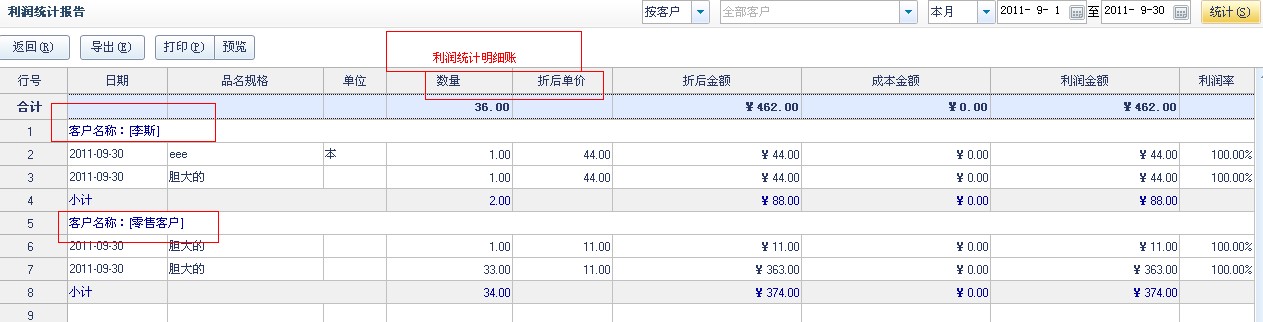 利润统计报告 按客户 全部客户 本月 2011- 9- 1 至 2011- 9-30 统计(S)
返回(R) 导出(E) 打印(P) 预览
利润统计明细账
行号 日期 品名规格 单位 数量 折后单价 折后金额 成本金额 利润金额 利润率
合计 36.00 ¥462.00 ¥0.00 ¥462.00
1 客户名称：[李斯]
2 2011-09-30 eee 本 1.00 44.00 ¥44.00 ¥0.00 ¥44.00 100.00%
3 2011-09-30 胆大的 1.00 44.00 ¥44.00 ¥0.00 ¥44.00 100.00%
4 小计 2.00 ¥88.00 ¥0.00 ¥88.00
5 客户名称：[零售客户]
6 2011-09-30 胆大的 1.00 11.00 ¥11.00 ¥0.00 ¥11.00 100.00%
7 2011-09-30 胆大的 33.00 11.00 ¥363.00 ¥0.00 ¥363.00 100.00%
8 小计 34.00 ¥374.00 ¥0.00 ¥374.00
9